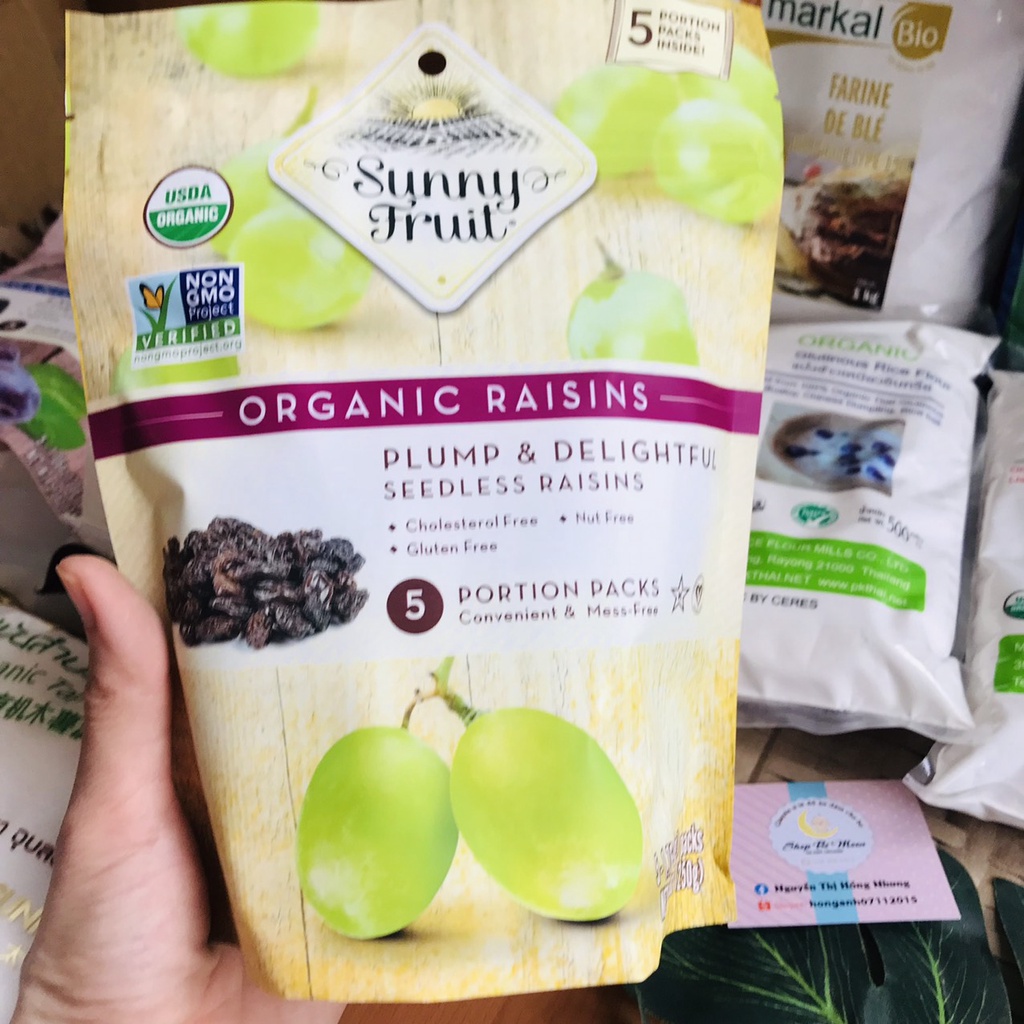 5 PORTION
PACKS
INSIDE!
Sunny
Fruit
USDA
ORGANIC
NON
GMO
Project
VERIFIED
nongmoproject.org
ORGANIC RAISINS
PLUMP & DELIGHTFUL
SEEDLESS RAISINS
• Cholesterol Free • Nut Free
• Gluten Free
5 PORTION PACKS
Convenient & Mess-Free
markal Bio
FARINE
DE BLÉ
1 kg
ORGANIC
Glutinous Rice Flour
500
FLOUR MILLS CO., LTD.
Rayong 21000 Thailand
www.pkthai.net
BY CERES
Nguyễn Thị Hồng Nhung
honganh07112015